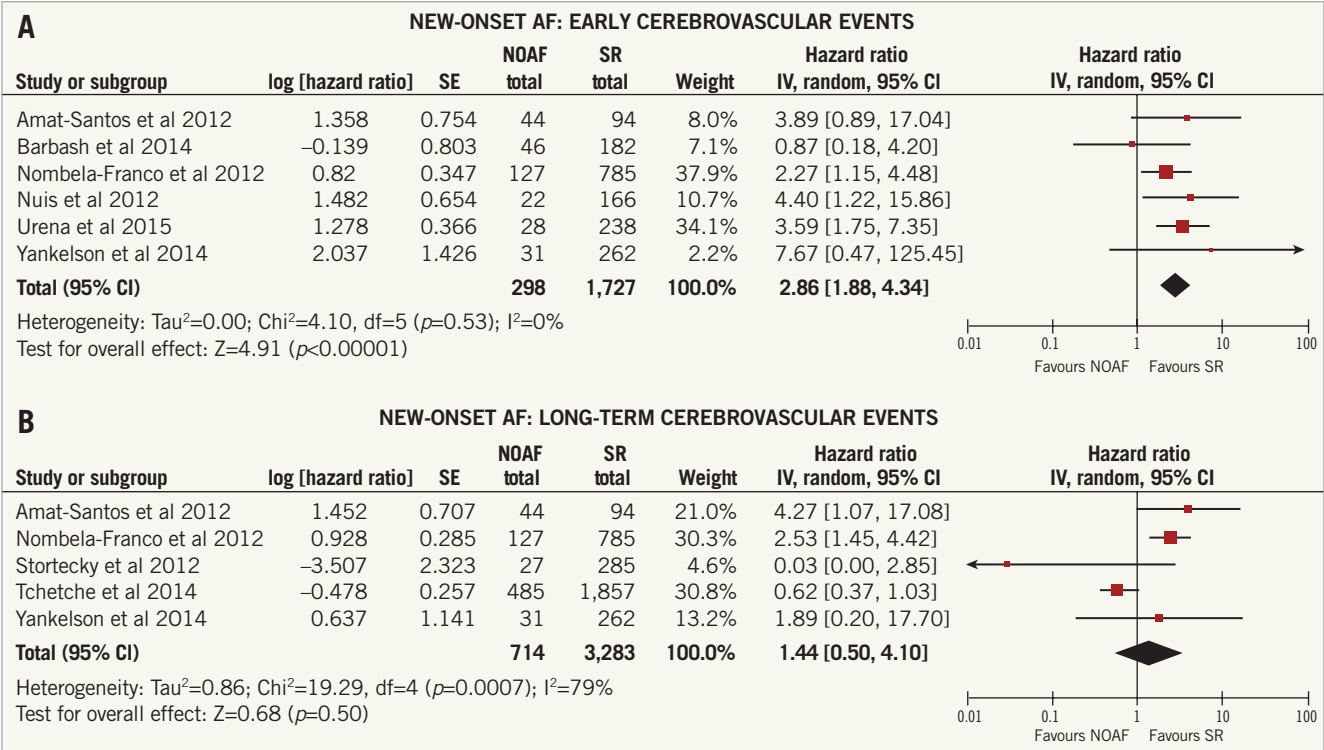 A
NEW-ONSET AF: EARLY CEREBROVASCULAR EVENTS
NOAF SR Hazard ratio Hazard ratio
Study or subgroup log [hazard ratio] SE total total Weight IV, random, 95% CI IV, random, 95% CI
Amat-Santos et al 2012 1.358 0.754 44 94 8.0% 3.89 [0.89, 17.04]
Barbash et al 2014 –0.139 0.803 46 182 7.1% 0.87 [0.18, 4.20]
Nombela-Franco et al 2012 0.82 0.347 127 785 37.9% 2.27 [1.15, 4.48]
Nuis et al 2012 1.482 0.654 22 166 10.7% 4.40 [1.22, 15.86]
Urena et al 2015 1.278 0.366 28 238 34.1% 3.59 [1.75, 7.35]
Yankelson et al 2014 2.037 1.426 31 262 2.2% 7.67 [0.47, 125.45]
Total (95% CI) 298 1,727 100.0% 2.86 [1.88, 4.34]
Heterogeneity: Tau²=0.00; Chi²=4.10, df=5 (p=0.53); I²=0%
Test for overall effect: Z=4.91 (p<0.00001)
0.01 0.1 1 10 100
Favours NOAF Favours SR
B
NEW-ONSET AF: LONG-TERM CEREBROVASCULAR EVENTS
NOAF SR Hazard ratio Hazard ratio
Study or subgroup log [hazard ratio] SE total total Weight IV, random, 95% CI IV, random, 95% CI
Amat-Santos et al 2012 1.452 0.707 44 94 21.0% 4.27 [1.07, 17.08]
Nombela-Franco et al 2012 0.928 0.285 127 785 30.3% 2.53 [1.45, 4.42]
Stortecky et al 2012 –3.507 2.323 27 285 4.6% 0.03 [0.00, 2.85]
Tchetche et al 2014 –0.478 0.257 485 1,857 30.8% 0.62 [0.37, 1.03]
Yankelson et al 2014 0.637 1.141 31 262 13.2% 1.89 [0.20, 17.70]
Total (95% CI) 714 3,283 100.0% 1.44 [0.50, 4.10]
Heterogeneity: Tau²=0.86; Chi²=19.29, df=4 (p=0.0007); I²=79%
Test for overall effect: Z=0.68 (p=0.50)
0.01 0.1 1 10 100
Favours NOAF Favours SR